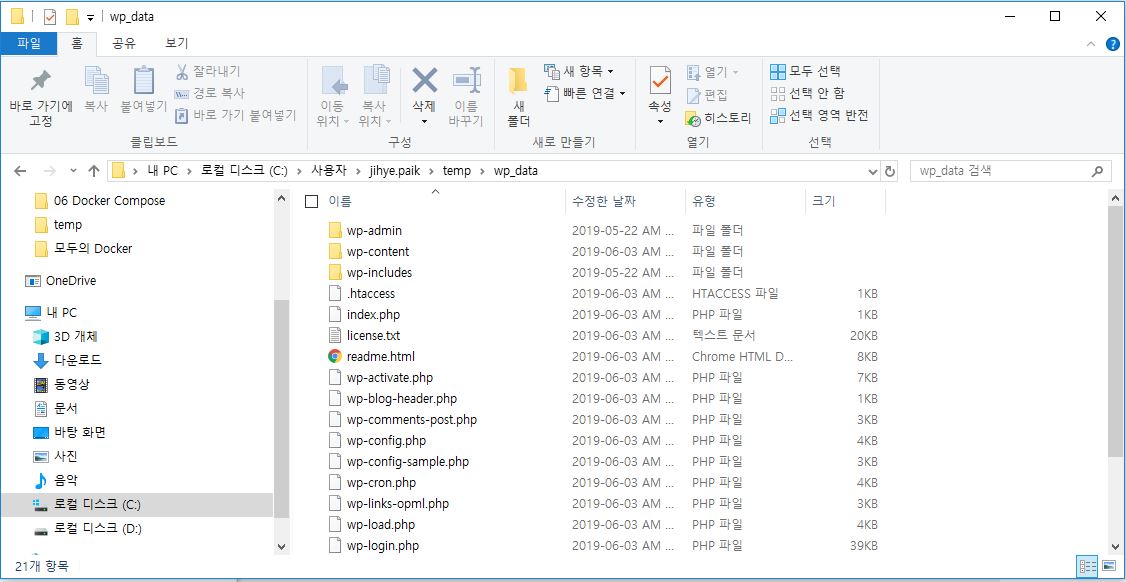 wp_data
파일 홈 공유 보기
바로 가기에 고정
복사
붙여넣기
잘라내기
경로 복사
바로 가기 붙여넣기
클립보드
이동 위치
복사 위치
삭제
이름 바꾸기
구성
새 폴더
새 항목
빠른 연결
새로 만들기
속성
열기
편집
히스토리
열기
모두 선택
선택 안 함
선택 영역 반전
선택
내 PC 로컬 디스크 (C:) 사용자 jihye.paik temp wp_data
wp_data 검색
06 Docker Compose
temp
모두의 Docker
OneDrive
내 PC
3D 개체
다운로드
동영상
문서
바탕 화면
사진
음악
로컬 디스크 (C:)
로컬 디스크 (D:)
이름 수정한 날짜 유형 크기
wp-admin 2019-05-22 AM ... 파일 폴더
wp-content 2019-06-03 AM ... 파일 폴더
wp-includes 2019-05-22 AM ... 파일 폴더
.htaccess 2019-06-03 AM ... HTACCESS 파일 1KB
index.php 2019-06-03 AM ... PHP 파일 1KB
license.txt 2019-06-03 AM ... 텍스트 문서 20KB
readme.html 2019-06-03 AM ... Chrome HTML D... 8KB
wp-activate.php 2019-06-03 AM ... PHP 파일 7KB
wp-blog-header.php 2019-06-03 AM ... PHP 파일 1KB
wp-comments-post.php 2019-06-03 AM ... PHP 파일 3KB
wp-config.php 2019-06-03 AM ... PHP 파일 4KB
wp-config-sample.php 2019-06-03 AM ... PHP 파일 3KB
wp-cron.php 2019-06-03 AM ... PHP 파일 4KB
wp-links-opml.php 2019-06-03 AM ... PHP 파일 3KB
wp-load.php 2019-06-03 AM ... PHP 파일 4KB
wp-login.php 2019-06-03 AM ... PHP 파일 39KB
21개 항목